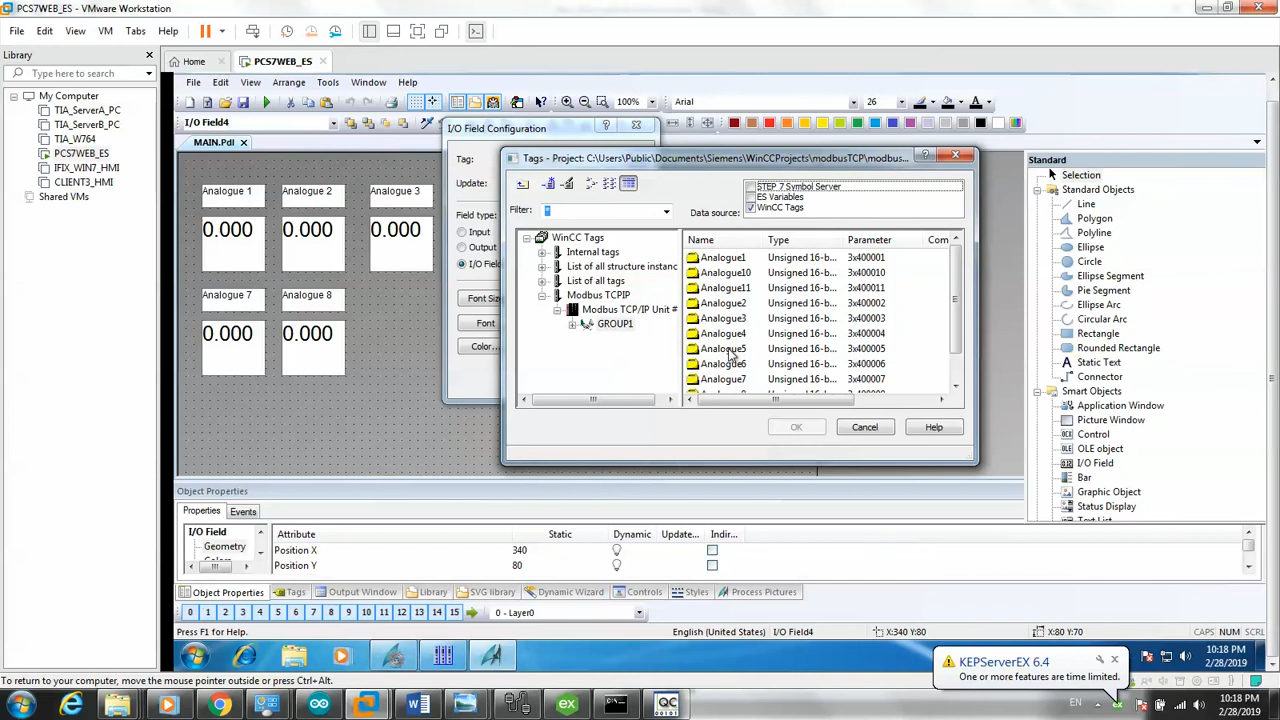 PCS7WEB_ES - VMware Workstation
File Edit View VM Tabs Help
Library
Type here to search
My Computer
TIA_ServerA_PC
TIA_ServerB_PC
TIA_W764
PCS7WEB_ES
IFIX_WIN7_HMI
CLIENT3_HMI
Shared VMs
Home
PCS7WEB_ES
File Edit View Arrange Tools Window Help
100%
Arial
26
I/O Field4
MAIN.Pdl
Analogue 1
Analogue 2
Analogue 3
0.000
0.000
0.000
Analogue 7
Analogue 8
0.000
0.000
I/O Field Configuration
Tag:
Update:
Field type:
Input
Output
I/O Field
Font Siz
Font
Color...
Tags - Project: C:\Users\Public\Documents\Siemens\WinCCProjects\modbusTCP\modbus...
Filter:
*
Data source:
STEP 7 Symbol Server
ES Variables
WinCC Tags
WinCC Tags
Internal tags
List of all structure instanc
List of all tags
Modbus TCPIP
Modbus TCP/IP Unit #
GROUP1
Name Type Parameter Com
Analogue1 Unsigned 16-b... 3x400001
Analogue10 Unsigned 16-b... 3x400010
Analogue11 Unsigned 16-b... 3x400011
Analogue2 Unsigned 16-b... 3x400002
Analogue3 Unsigned 16-b... 3x400003
Analogue4 Unsigned 16-b... 3x400004
Analogue5 Unsigned 16-b... 3x400005
Analogue6 Unsigned 16-b... 3x400006
Analogue7 Unsigned 16-b... 3x400007
OK Cancel Help
Standard
Selection
Standard Objects
Line
Polygon
Polyline
Ellipse
Circle
Ellipse Segment
Pie Segment
Ellipse Arc
Circular Arc
Rectangle
Rounded Rectangle
Static Text
Connector
Smart Objects
Application Window
Picture Window
Control
OLE object
I/O Field
Bar
Graphic Object
Status Display
Text List
Object Properties
Properties Events
I/O Field
Geometry
Attribute Static Dynamic Update... Indir...
Position X 340
Position Y 80
Object Properties Tags Output Window Library SVG library Dynamic Wizard Controls Styles Process Pictures
0 1 2 3 4 5 6 7 8 9 10 11 12 13 14 15 0 - Layer0
Press F1 for Help. English (United States) I/O Field4 X:340 Y:80 X:80 Y:70 CAPS NUM SCRL
10:18 PM
2/28/2019
KEPServerEX 6.4
One or more features are time limited.
To return to your computer, move the mouse pointer outside or press Ctrl+Alt.
EN
10:18 PM
2/28/2019